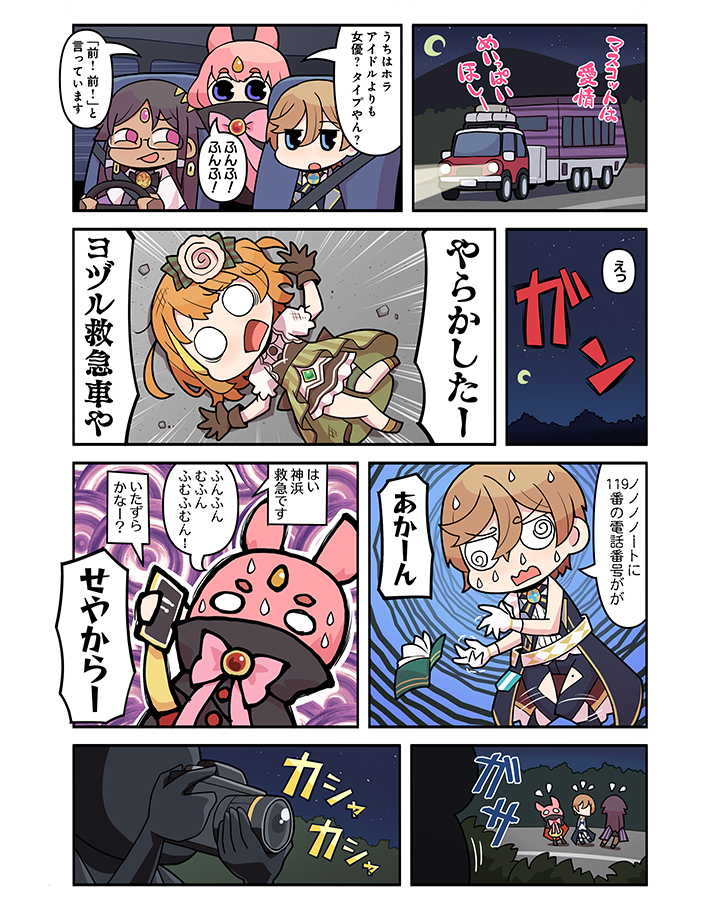 マスコットは
愛情
めいっぱい
ほしー
うちはホラ
アイドルよりも
女優？タイプやん？
ふんふ！
ふんふ！
「前！前！」と
言っています
えっ
ガン
やらかしたー
ヨヅル救急車や
ノノノノートに
119番の電話番号がが
あかーん
はい
神浜
救急です
ふんふん
むふん
ふむふむん！
いたずら
かなー？
せやからー
ガサ
カシャ
カシャ